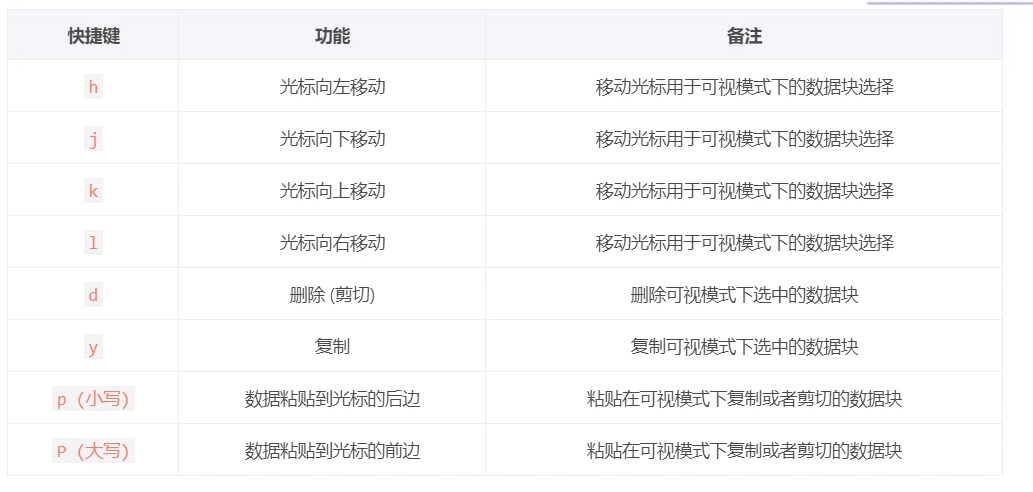 快捷键 功能 备注
h 光标向左移动 移动光标用于可视模式下的数据块选择
j 光标向下移动 移动光标用于可视模式下的数据块选择
k 光标向上移动 移动光标用于可视模式下的数据块选择
l 光标向右移动 移动光标用于可视模式下的数据块选择
d 删除 (剪切) 删除可视模式下选中的数据块
y 复制 复制可视模式下选中的数据块
p (小写) 数据粘贴到光标的后边 粘贴在可视模式下复制或者剪切的数据块
P (大写) 数据粘贴到光标的前边 粘贴在可视模式下复制或者剪切的数据块